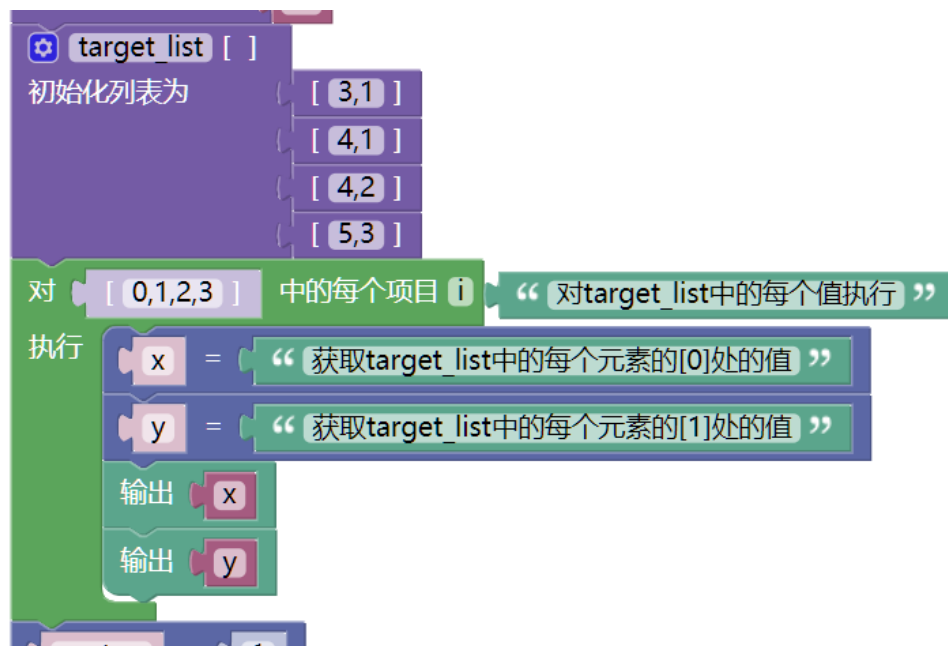 target_list [ ]
初始化列表为 [ 3,1 ]
[ 4,1 ]
[ 4,2 ]
[ 5,3 ]
对 [ 0,1,2,3 ] 中的每个项目 i “ 对target_list中的每个值执行 ”
执行
x = “ 获取target_list中的每个元素的[0]处的值 ”
y = “ 获取target_list中的每个元素的[1]处的值 ”
输出 x
输出 y